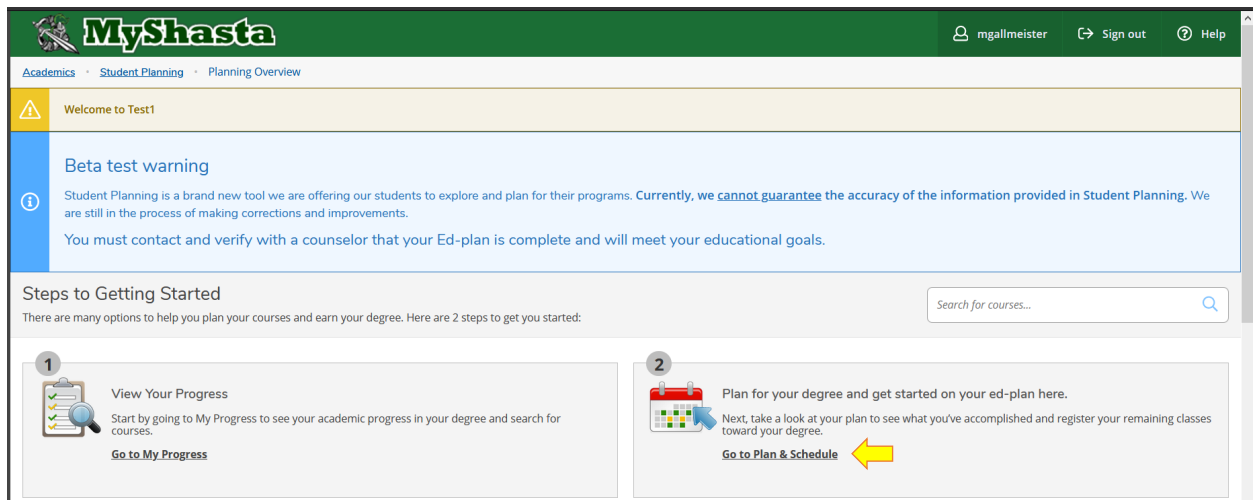 MyShasta
mgallmeister
Sign out
Help
Academics · Student Planning · Planning Overview
Welcome to Test1
Beta test warning
Student Planning is a brand new tool we are offering our students to explore and plan for their programs. Currently, we cannot guarantee the accuracy of the information provided in Student Planning. We
are still in the process of making corrections and improvements.
You must contact and verify with a counselor that your Ed-plan is complete and will meet your educational goals.
Steps to Getting Started
There are many options to help you plan your courses and earn your degree. Here are 2 steps to get you started:
Search for courses...
1
View Your Progress
Start by going to My Progress to see your academic progress in your degree and search for
courses.
Go to My Progress
2
Plan for your degree and get started on your ed-plan here.
Next, take a look at your plan to see what you've accomplished and register your remaining classes
toward your degree.
Go to Plan & Schedule